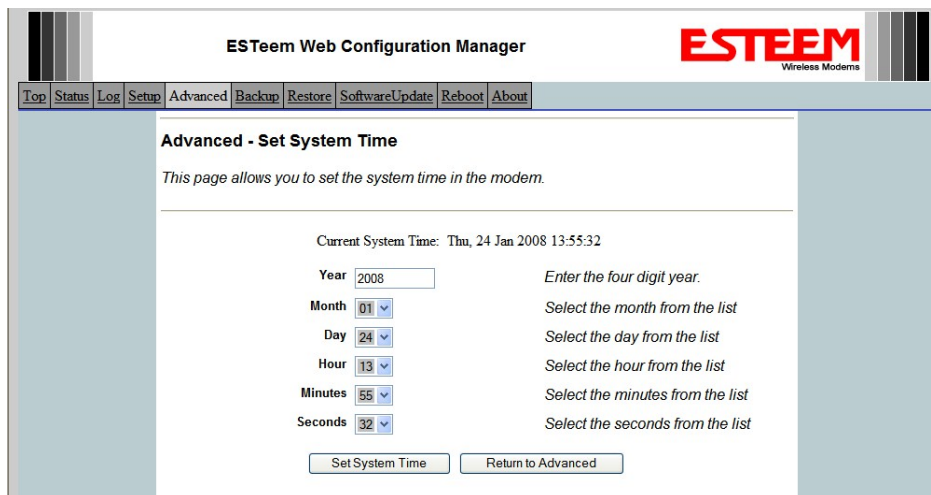 ESTeem Web Configuration Manager
ESTEEM
Wireless Modems
Top Status Log Setup Advanced Backup Restore SoftwareUpdate Reboot About
Advanced - Set System Time
This page allows you to set the system time in the modem.
Current System Time: Thu, 24 Jan 2008 13:55:32
Year 2008 Enter the four digit year.
Month 01 Select the month from the list
Day 24 Select the day from the list
Hour 13 Select the hour from the list
Minutes 55 Select the minutes from the list
Seconds 32 Select the seconds from the list
Set System Time Return to Advanced